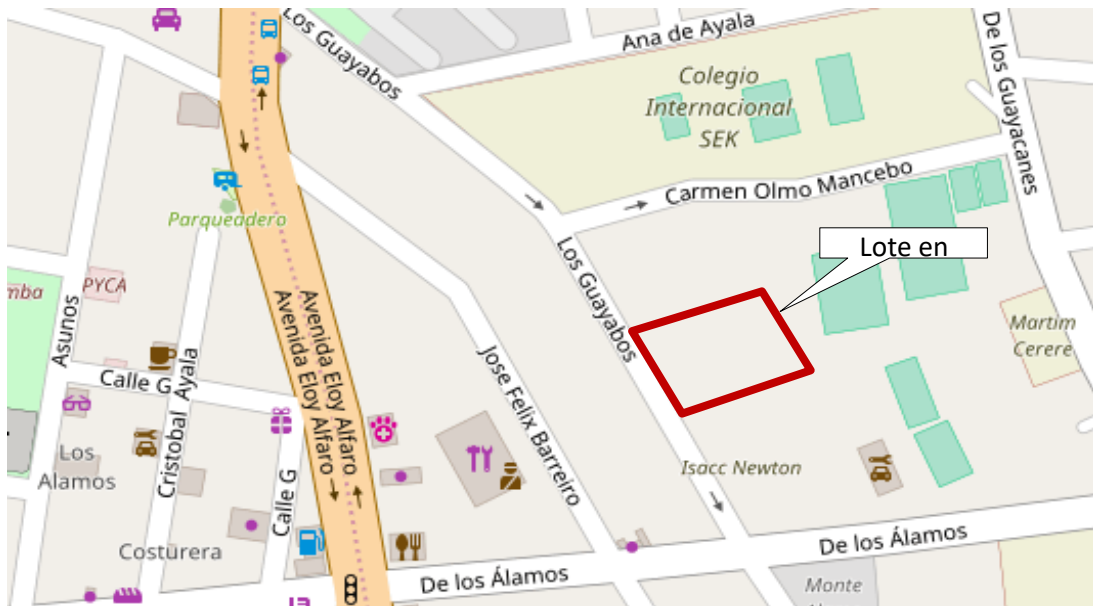 Los Guayabos
Ana de Ayala
De los Guayacanes
Colegio
Internacional
SEK
Carmen Olmo Mancebo
Parqueadero
Lote en
Los Guayabos
mba
PYCA
Asunos
Avenida Eloy Alfaro
Avenida Eloy Alfaro
Martim
Cerere
Jose Felix Barreiro
Calle G
Cristobal Ayala
Los
Alamos
Calle G
Isacc Newton
Costurera
De los Álamos
De los Álamos
Monte